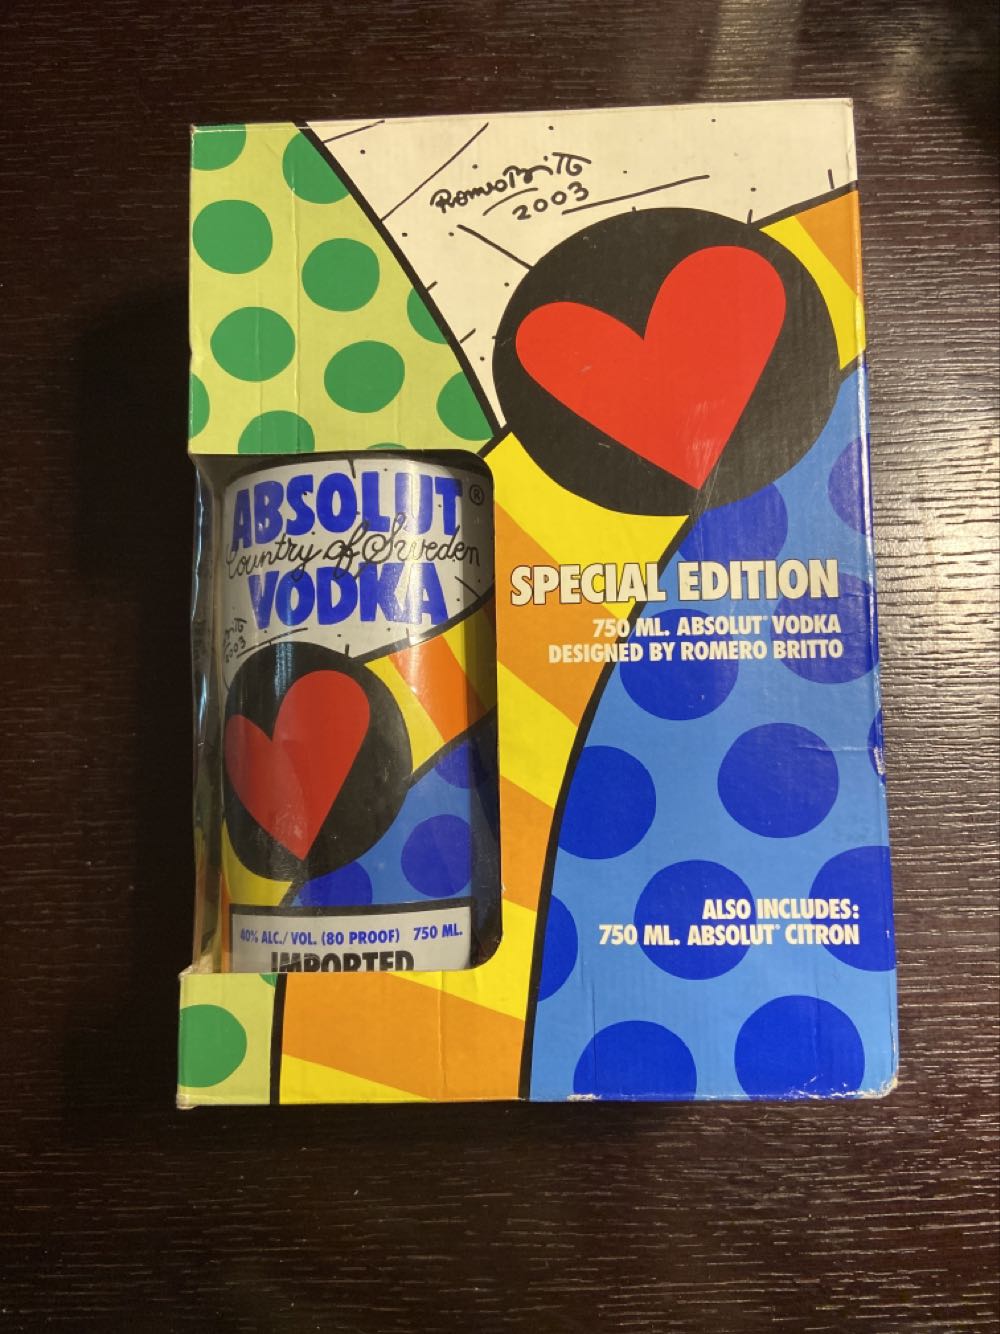 Romero Britto
2003
ABSOLUT®
Country of Sweden
VODKA
Britto
2003
40% ALC./VOL. (80 PROOF) 750 ML.
IMPORTED
SPECIAL EDITION
750 ML. ABSOLUT® VODKA
DESIGNED BY ROMERO BRITTO
ALSO INCLUDES:
750 ML. ABSOLUT® CITRON